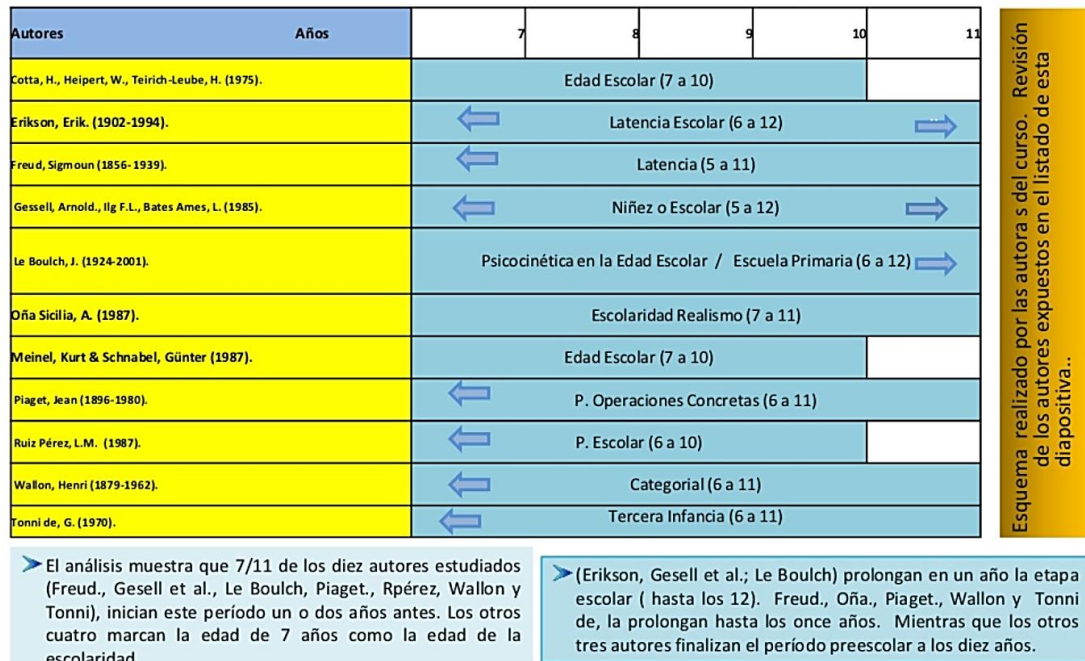 Autores Años 7 8 9 10 11
Cotta, H., Heipert, W., Teirich-Leube, H. (1975). Edad Escolar (7 a 10)
Erikson, Erik. (1902-1994). Latencia Escolar (6 a 12) ..
Freud, Sigmoun (1856- 1939). Latencia (5 a 11)
Gessell, Arnold., Ilg F.L., Bates Ames, L. (1985). Niñez o Escolar (5 a 12)
Le Boulch, J. (1924-2001). Psicocinética en la Edad Escolar / Escuela Primaria (6 a 12)
Oña Sicilia, A. (1987). Escolaridad Realismo (7 a 11)
Meinel, Kurt & Schnabel, Günter (1987). Edad Escolar (7 a 10)
Piaget, Jean (1896-1980). P. Operaciones Concretas (6 a 11)
Ruiz Pérez, L.M. (1987). P. Escolar (6 a 10)
Wallon, Henri (1879-1962). Categorial (6 a 11)
Tonni de, G. (1970). Tercera Infancia (6 a 11)
Esquema realizado por las autora s del curso. Revisión
de los autores expuestos en el listado de esta
diapositiva..
El análisis muestra que 7/11 de los diez autores estudiados
(Freud., Gesell et al., Le Boulch, Piaget., Rpérez, Wallon y
Tonni), inician este período un o dos años antes. Los otros
cuatro marcan la edad de 7 años como la edad de la
escolaridad
(Erikson, Gesell et al.; Le Boulch) prolongan en un año la etapa
escolar ( hasta los 12). Freud., Oña., Piaget., Wallon y Tonni
de, la prolongan hasta los once años. Mientras que los otros
tres autores finalizan el período preescolar a los diez años.